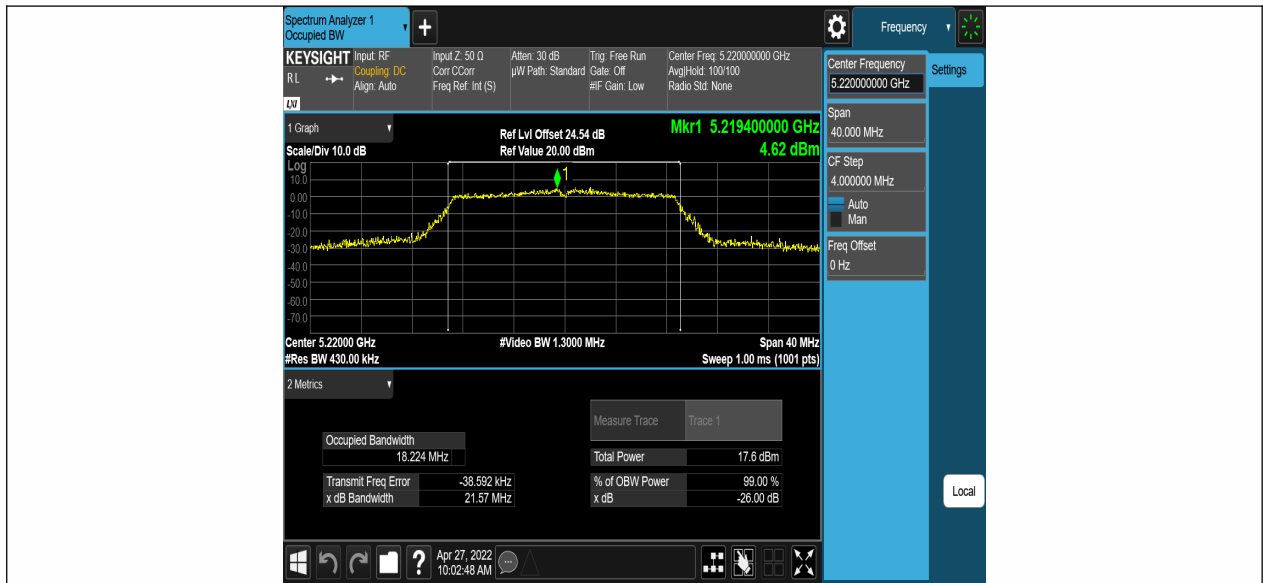 Spectrum Analyzer 1
Occupied BW
+
Frequency
KEYSIGHT
RL
LXI
Input: RF
Coupling: DC
Align: Auto
Input Z: 50 Ω
Corr CCorr
Freq Ref: Int (S)
Atten: 30 dB
µW Path: Standard
Trig: Free Run
Gate: Off
#IF Gain: Low
Center Freq: 5.220000000 GHz
Avg|Hold: 100/100
Radio Std: None
Center Frequency
5.220000000 GHz
Settings
Span
40.000 MHz
CF Step
4.000000 MHz
Auto
Man
Freq Offset
0 Hz
Local
1 Graph
Scale/Div 10.0 dB
Ref Lvl Offset 24.54 dB
Ref Value 20.00 dBm
Mkr1 5.219400000 GHz
4.62 dBm
Log
10.0
0.00
-10.0
-20.0
-30.0
-40.0
-50.0
-60.0
-70.0
1
Center 5.22000 GHz
#Res BW 430.00 kHz
#Video BW 1.3000 MHz
Span 40 MHz
Sweep 1.00 ms (1001 pts)
2 Metrics
Measure Trace Trace 1
Occupied Bandwidth
18.224 MHz
Total Power 17.6 dBm
Transmit Freq Error -38.592 kHz
% of OBW Power 99.00 %
x dB Bandwidth 21.57 MHz
x dB -26.00 dB
?
Apr 27, 2022
10:02:48 AM